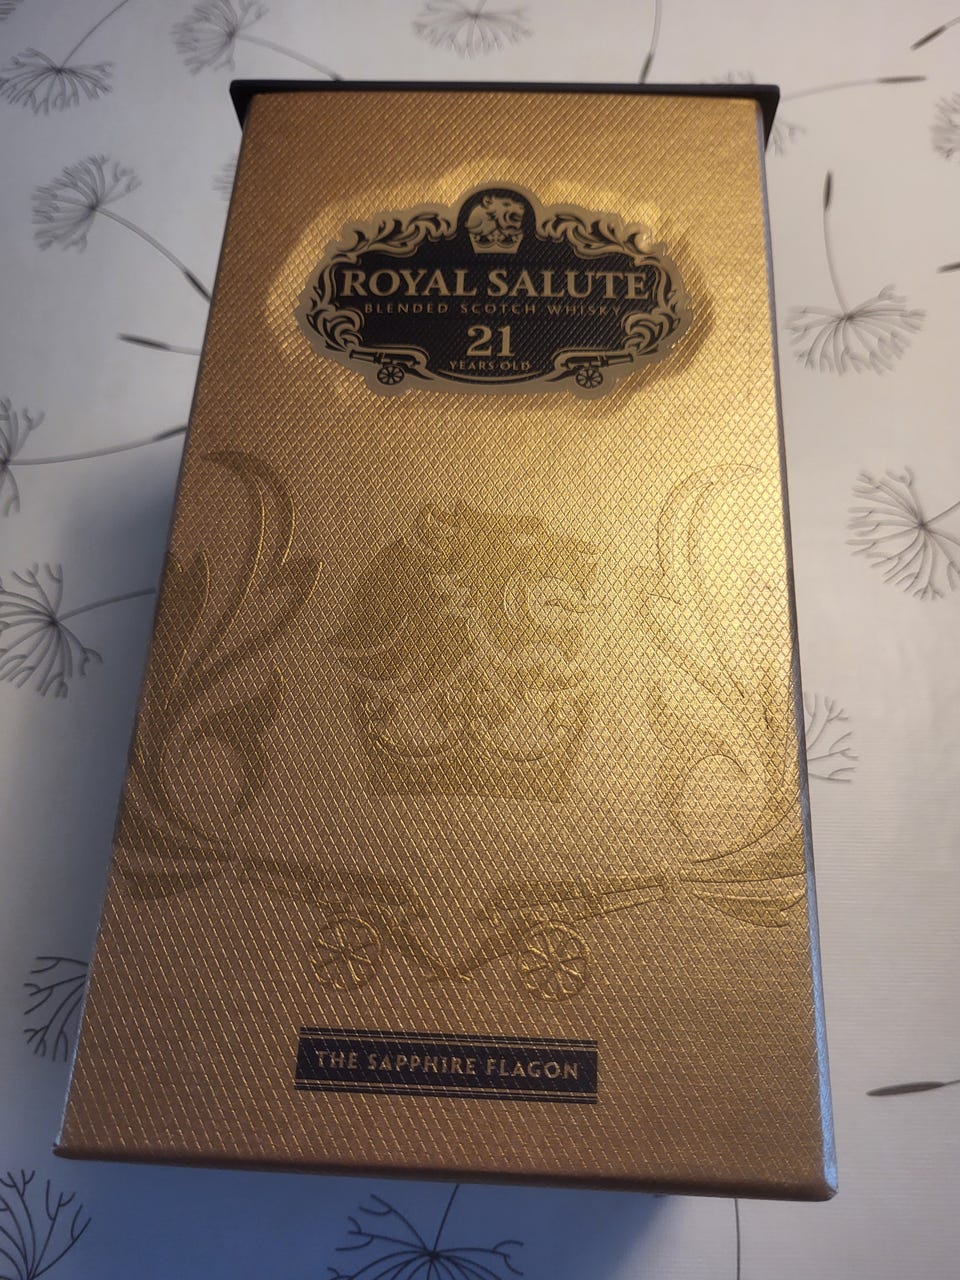 ROYAL SALUTE
BLENDED SCOTCH WHISKY
21
YEARS OLD
THE SAPPHIRE FLAGON